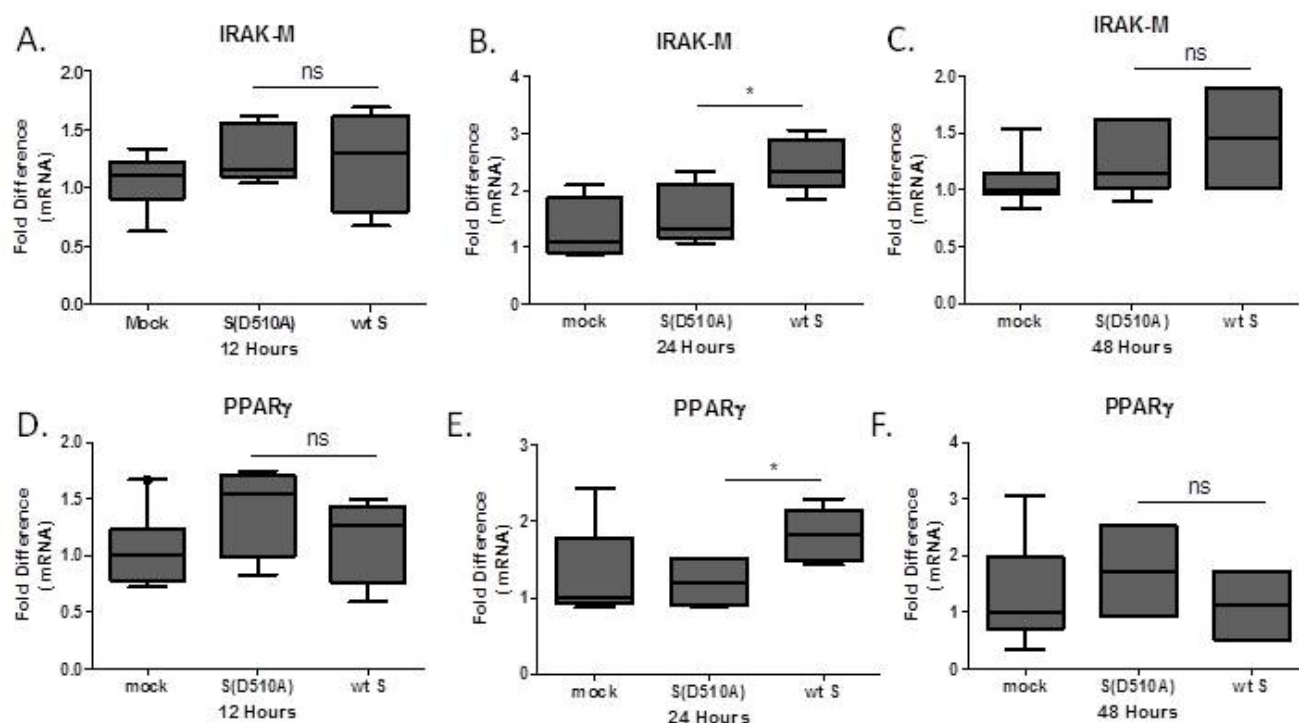 A.
IRAK-M
ns
2.0
1.5
1.0
0.5
0.0
Fold Difference
(mRNA)
Mock
S(D510A)
wt S
12 Hours
B.
IRAK-M
*
4
3
2
1
0
Fold Difference
(mRNA)
mock
S(D510A)
wt S
24 Hours
C.
IRAK-M
ns
2.0
1.5
1.0
0.5
0.0
Fold Difference
(mRNA)
mock
S(D510A)
wt S
48 Hours
D.
PPARγ
ns
2.0
1.5
1.0
0.5
0.0
Fold Difference
(mRNA)
mock
S(D510A)
wt S
12 Hours
E.
PPARγ
*
3
2
1
0
Fold Difference
(mRNA)
mock
S(D510A)
wt S
24 Hours
F.
PPARγ
ns
4
3
2
1
0
Fold Difference
(mRNA)
mock
S(D510A)
wt S
48 Hours